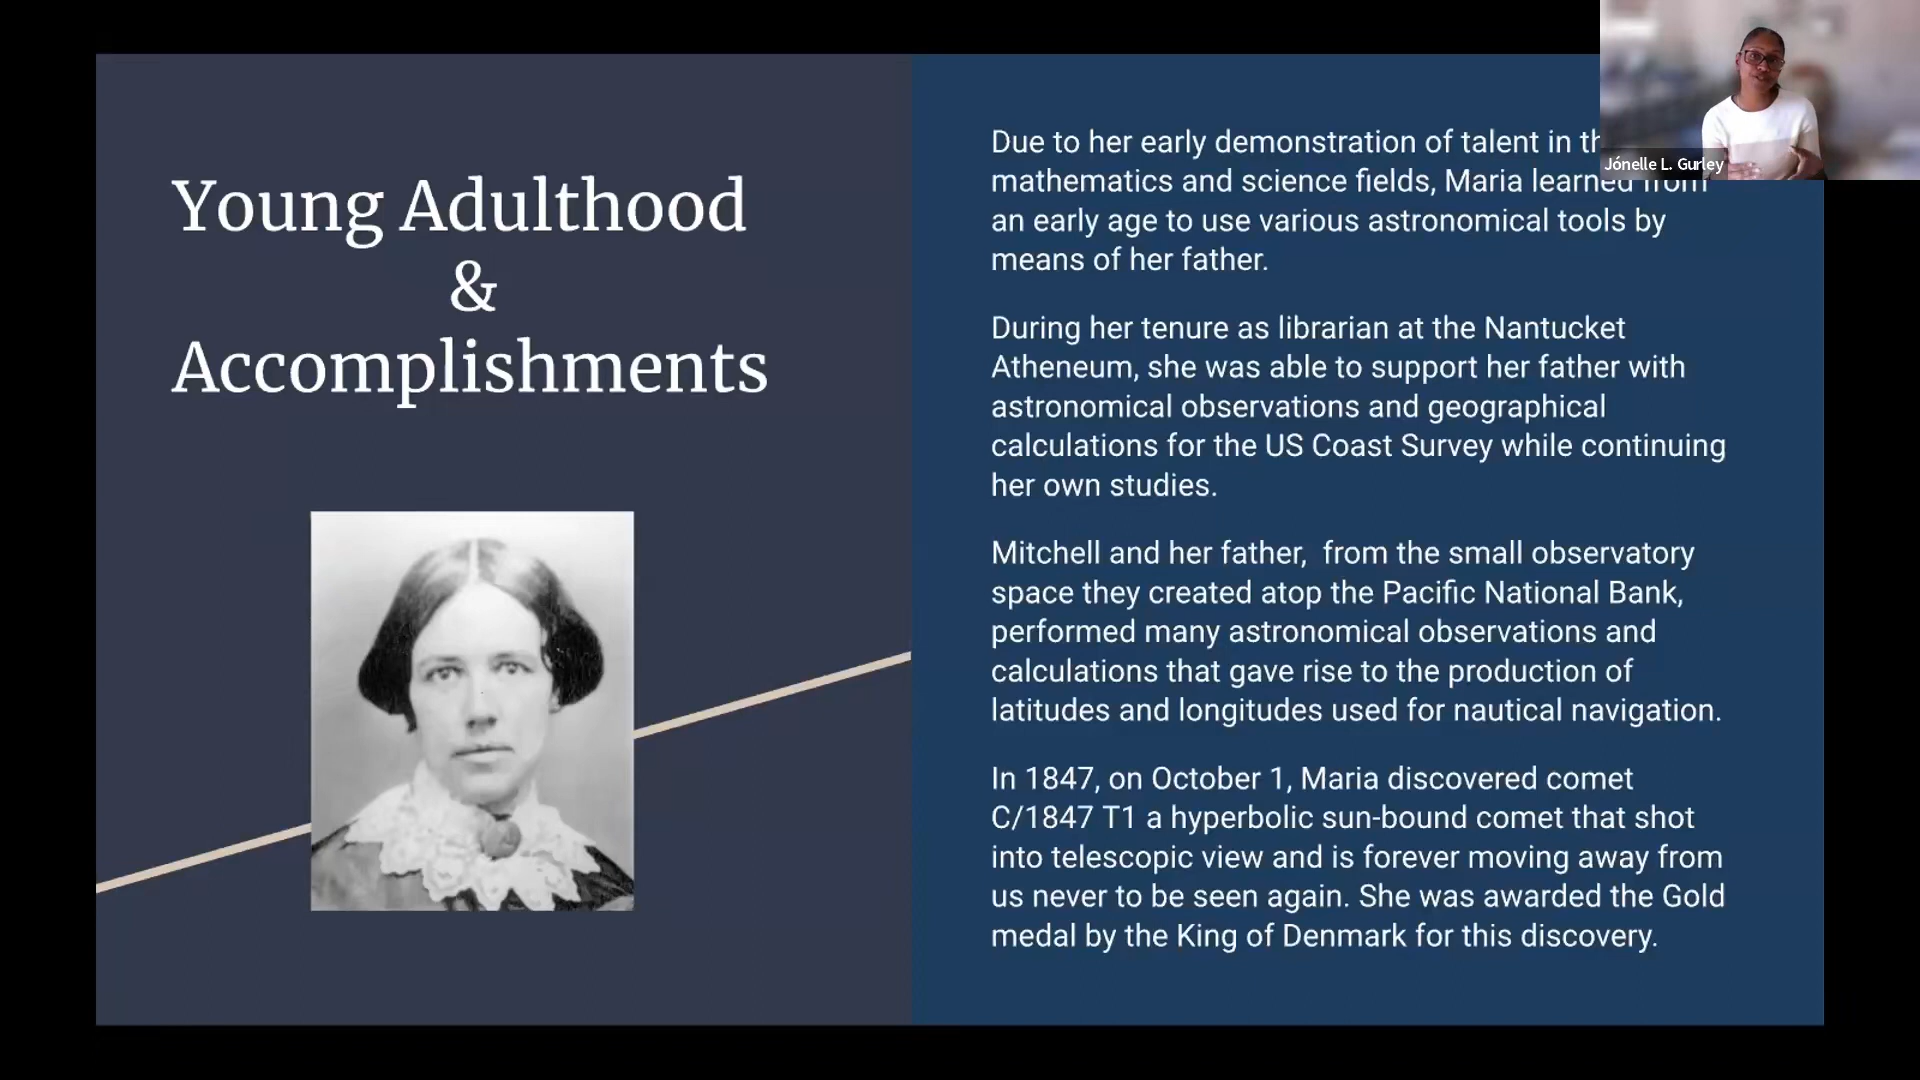 Young Adulthood
&
Accomplishments
Due to her early demonstration of talent in
mathematics and science fields, Maria learned from
an early age to use various astronomical tools by
means of her father.
During her tenure as librarian at the Nantucket
Atheneum, she was able to support her father with
astronomical observations and geographical
calculations for the US Coast Survey while continuing
her own studies.
Mitchell and her father,  from the small observatory
space they created atop the Pacific National Bank,
performed many astronomical observations and
calculations that gave rise to the production of
latitudes and longitudes used for nautical navigation.
In 1847, on October 1, Maria discovered comet
C/1847 T1 a hyperbolic sun-bound comet that shot
into telescopic view and is forever moving away from
us never to be seen again. She was awarded the Gold
medal by the King of Denmark for this discovery.
Jónelle L. Gurley